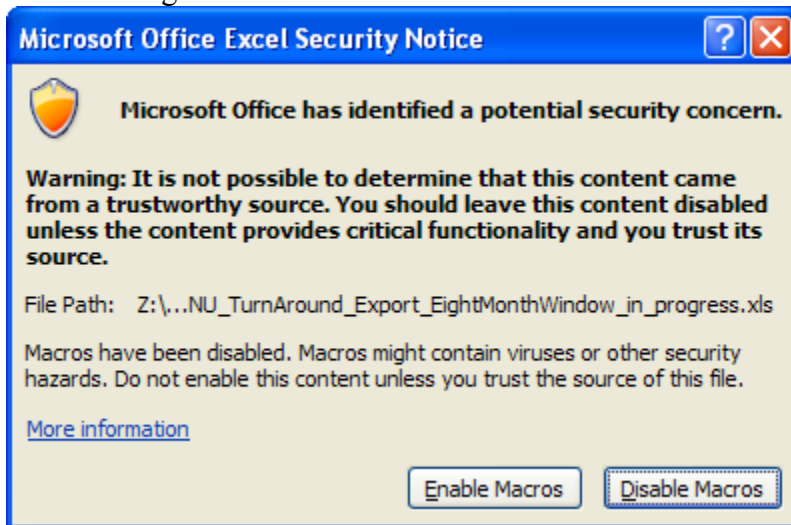 Microsoft Office Excel Security Notice
Microsoft Office has identified a potential security concern.
Warning: It is not possible to determine that this content came
from a trustworthy source. You should leave this content disabled
unless the content provides critical functionality and you trust its
source.
File Path: Z:\...NU_TurnAround_Export_EightMonthWindow_in_progress.xls
Macros have been disabled. Macros might contain viruses or other security
hazards. Do not enable this content unless you trust the source of this file.
More information
Enable Macros Disable Macros